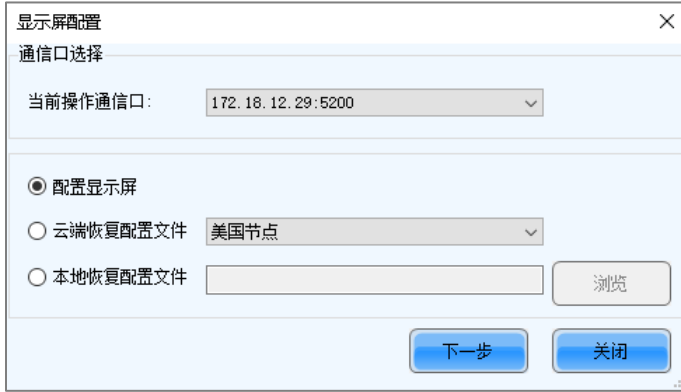 显示屏配置
通信口选择
当前操作通信口: 172.18.12.29:5200
配置显示屏
云端恢复配置文件 美国节点
本地恢复配置文件 浏览
下一步 关闭